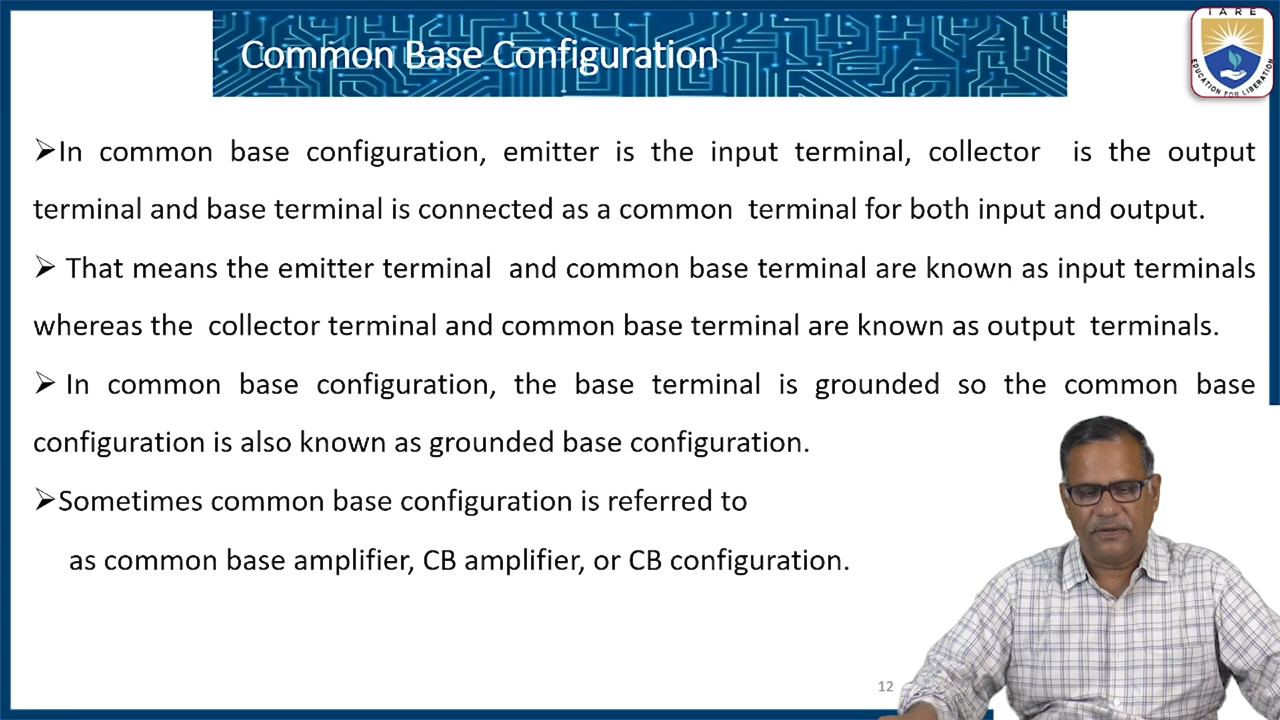 Common Base Configuration
IARE
EDUCATION FOR LIBERATION
➢In common base configuration, emitter is the input terminal, collector is the output
terminal and base terminal is connected as a common terminal for both input and output.
➢ That means the emitter terminal and common base terminal are known as input terminals
whereas the collector terminal and common base terminal are known as output terminals.
➢ In common base configuration, the base terminal is grounded so the common base
configuration is also known as grounded base configuration.
➢Sometimes common base configuration is referred to
as common base amplifier, CB amplifier, or CB configuration.
12